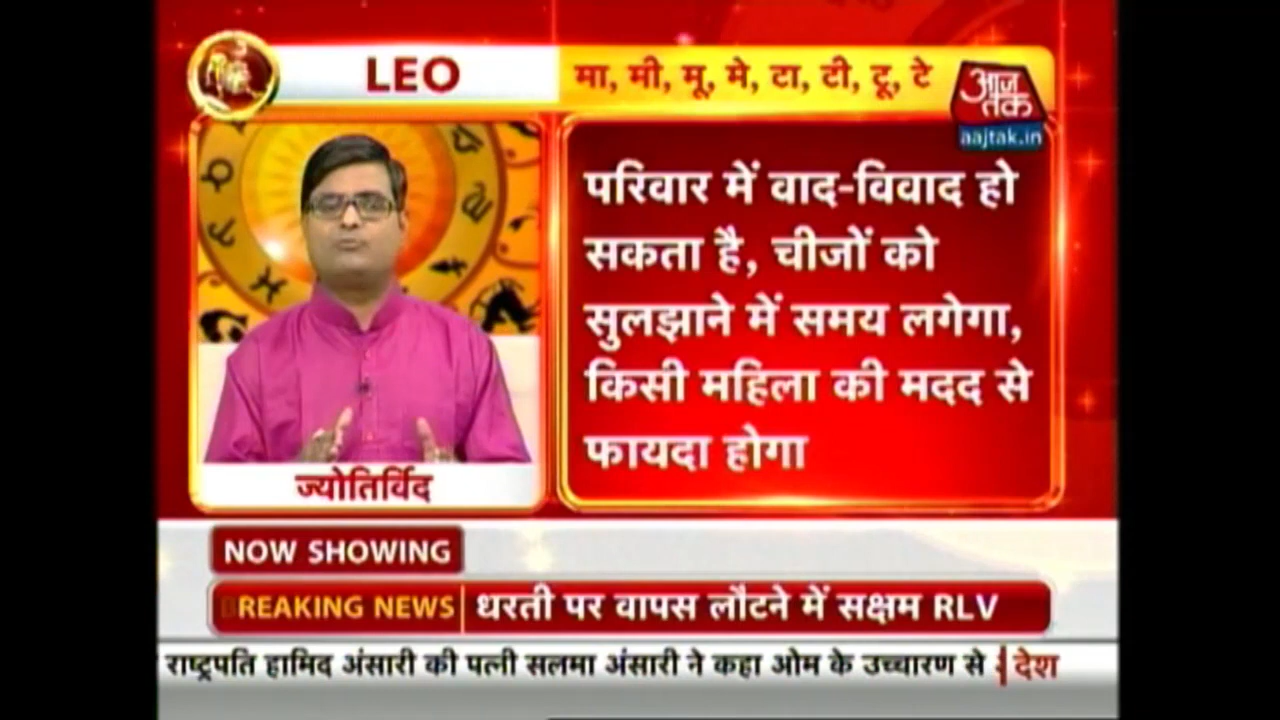 LEO
मा, मी, मू, मे, टा, टी, टू, टे
आज
तक
aajtak.in
परिवार में वाद-विवाद हो
सकता है, चीजों को
सुलझाने में समय लगेगा,
किसी महिला की मदद से
फायदा होगा
ज्योतिर्विद
NOW SHOWING
BREAKING NEWS धरती पर वापस लौटने में सक्षम RLV
राष्ट्रपति हामिद अंसारी की पत्नी सलमा अंसारी ने कहा ओम के उच्चारण से देश